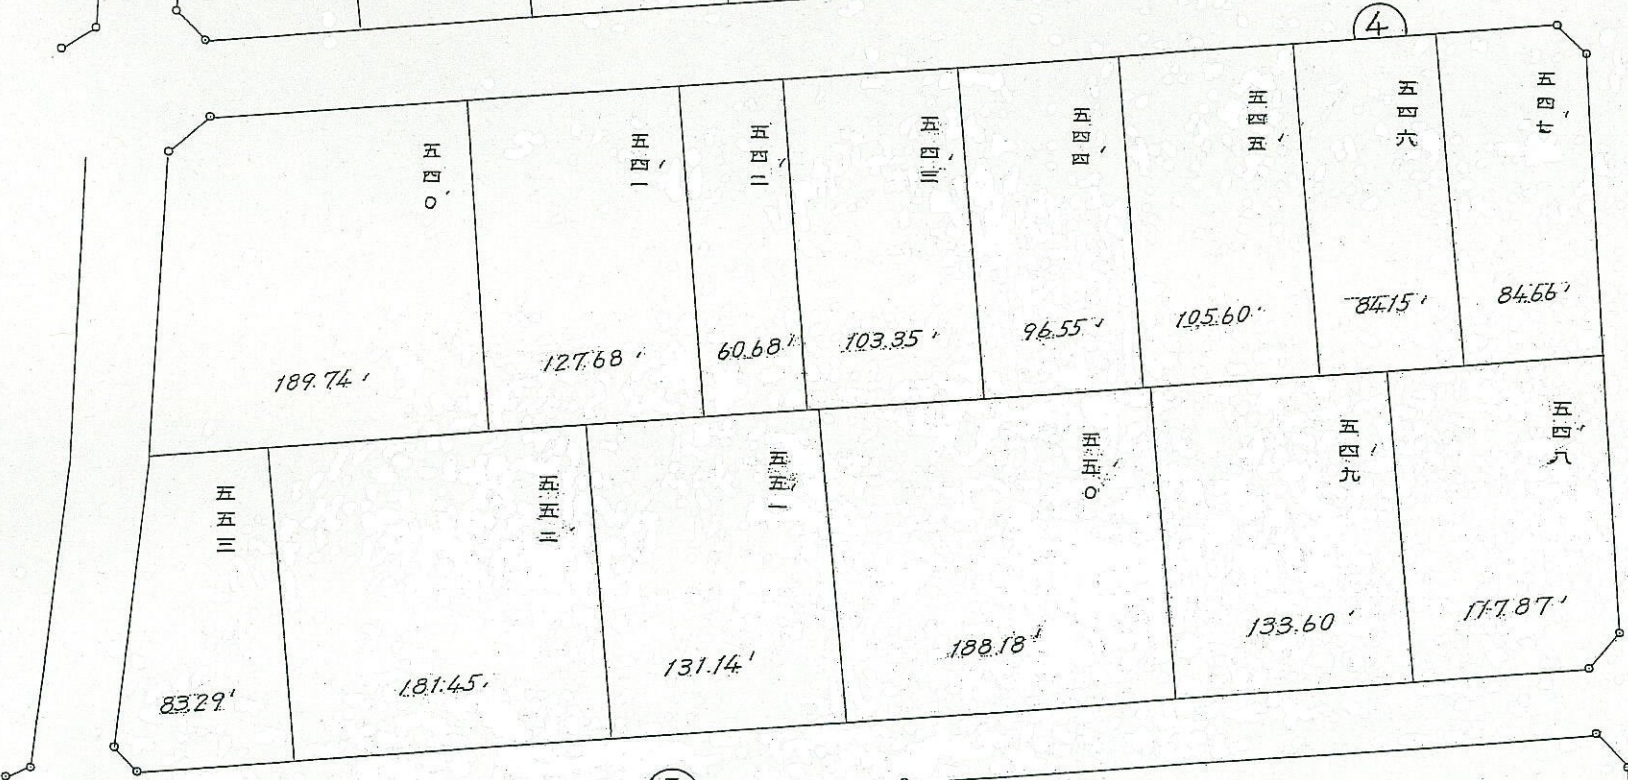 ④
五四〇
189.74
五四一
127.68
五四二
60.68
五四三
103.35
五四四
96.55
五四五
105.60
五四六
84.15
五四七
84.66
五五三
83.29
五五二
181.45
五五一
131.14
五五〇
188.18
五四九
133.60
五四八
117.87